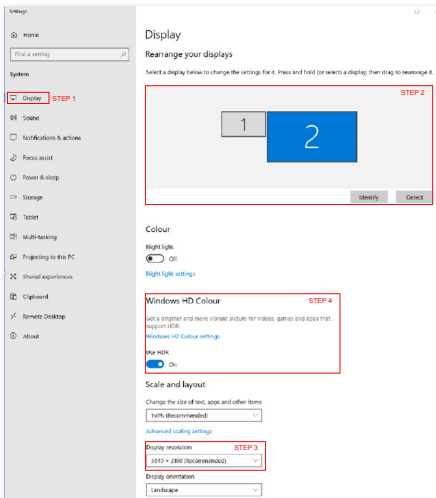 Settings
Home
Find a setting
System
Display STEP 1
Sound
Notifications & actions
Focus assist
Power & sleep
Storage
Tablet
Multi-tasking
Projecting to this PC
Shared experiences
Clipboard
Remote Desktop
About
Display
Rearrange your displays
Select a display below to change the settings for it. Press and hold (or select) a display, then drag to rearrange it.
STEP 2
1
2
Identify
Detect
Colour
Night light
Off
Night light settings
Windows HD Colour STEP 4
Get a brighter and more vibrant picture for videos, games and apps that
support HDR.
Windows HD Colour settings
Use HDR
On
Scale and layout
Change the size of text, apps and other items
150% (Recommended)
Advanced scaling settings
Display resolution STEP 3
3840 × 2160 (Recommended)
Display orientation
Landscape